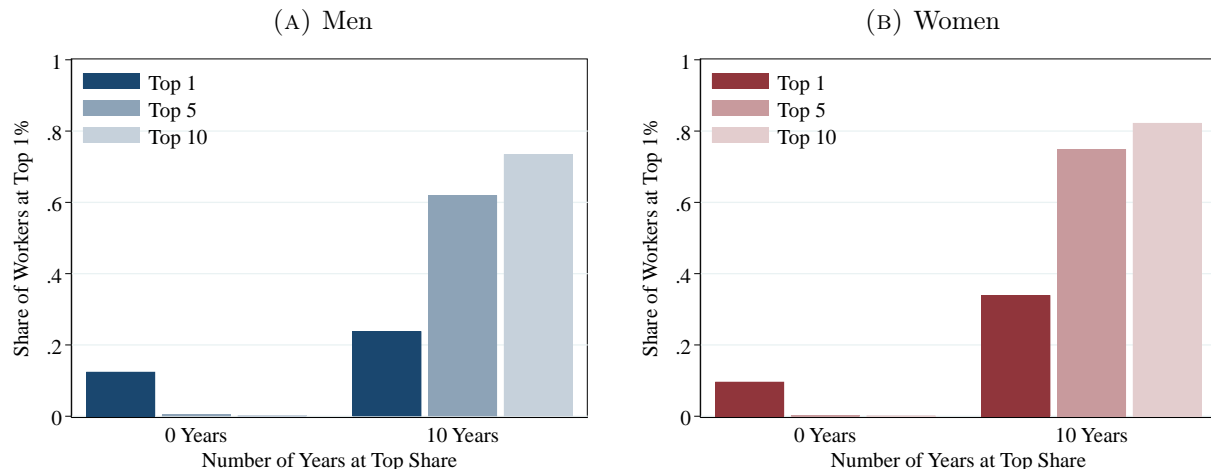 (A) Men
Share of Workers at Top 1%
1
.8
.6
.4
.2
0
Top 1
Top 5
Top 10
0 Years
10 Years
Number of Years at Top Share
(B) Women
Share of Workers at Top 1%
1
.8
.6
.4
.2
0
Top 1
Top 5
Top 10
0 Years
10 Years
Number of Years at Top Share